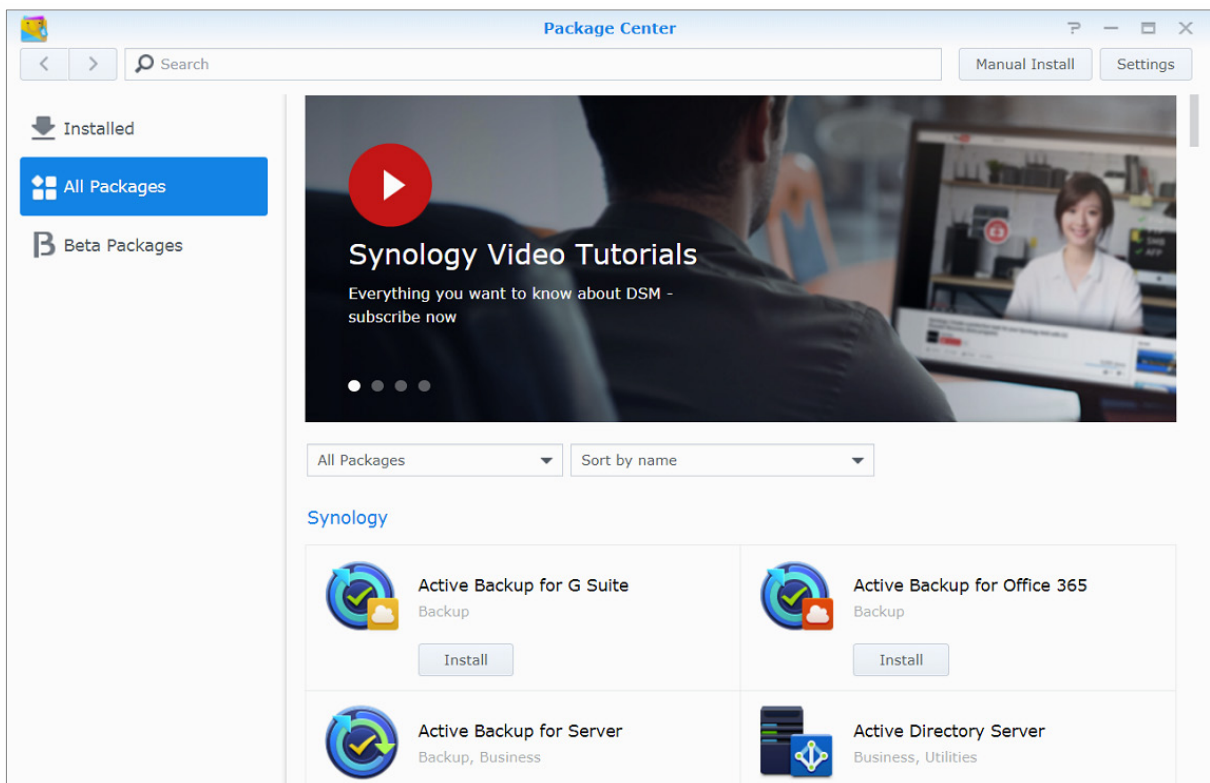 Package Center
Search
Manual Install
Settings
Installed
All Packages
Beta Packages
Synology Video Tutorials
Everything you want to know about DSM -
subscribe now
All Packages
Sort by name
Synology
Active Backup for G Suite
Backup
Install
Active Backup for Office 365
Backup
Install
Active Backup for Server
Backup, Business
Active Directory Server
Business, Utilities